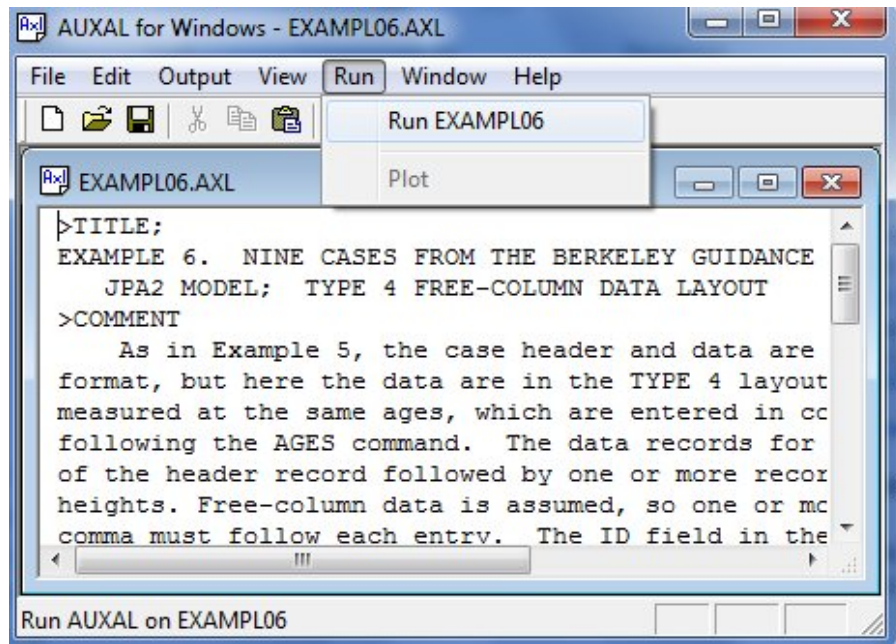 AUXAL for Windows - EXAMPL06.AXL
File Edit Output View Run Window Help
Run EXAMPL06
Plot
EXAMPL06.AXL
>TITLE;
EXAMPLE 6. NINE CASES FROM THE BERKELEY GUIDANCE
JPA2 MODEL; TYPE 4 FREE-COLUMN DATA LAYOUT
>COMMENT
As in Example 5, the case header and data are
format, but here the data are in the TYPE 4 layout
measured at the same ages, which are entered in
following the AGES command. The data records for
of the header record followed by one or more
heights. Free-column data is assumed, so one or
comma must follow each entry. The ID field in the
Run AUXAL on EXAMPL06